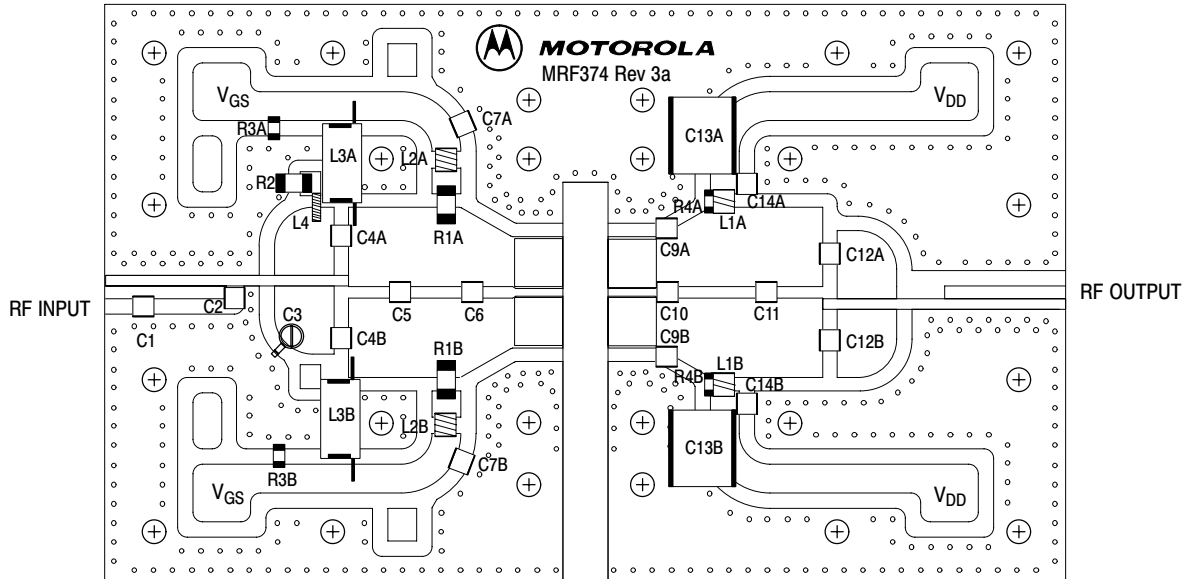 MOTOROLA
MRF374 Rev 3a
VGS
VDD
C7A
R3A
C13A
L3A
L2A
R2
C14A
L4
R4A
L1A
R1A
C4A
C9A
C12A
RF INPUT
C1
C2
C5
C6
C10
C11
RF OUTPUT
C3
C4B
C9B
C12B
R1B
L1B
R4B
C14B
L3B
L2B
C13B
C7B
R3B
VGS
VDD